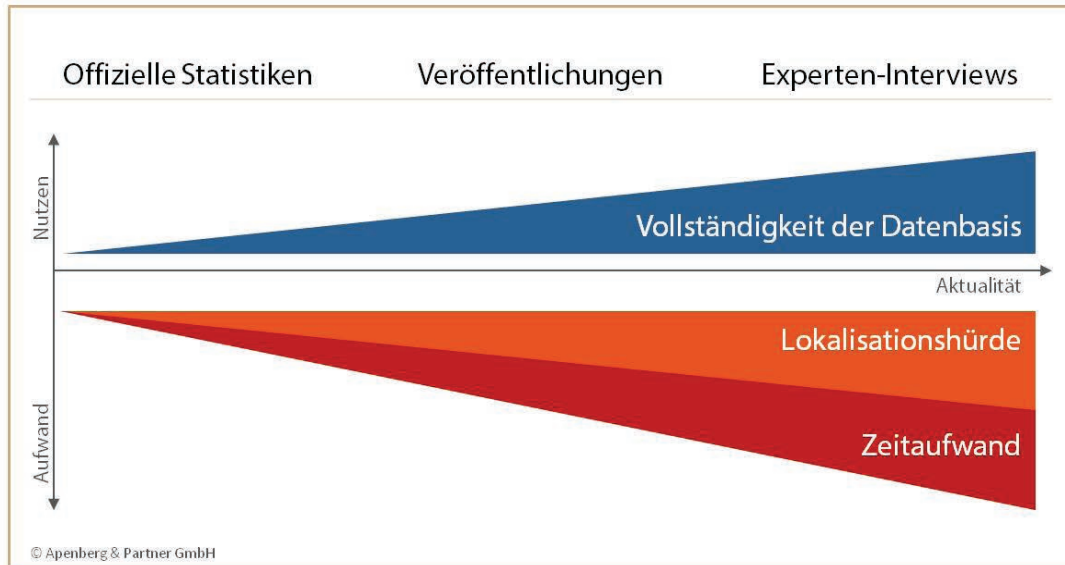 Offizielle Statistiken
Veröffentlichungen
Experten-Interviews
Nutzen
Vollständigkeit der Datenbasis
Aktualität
Lokalisationshürde
Aufwand
Zeitaufwand
© Apenberg & Partner GmbH